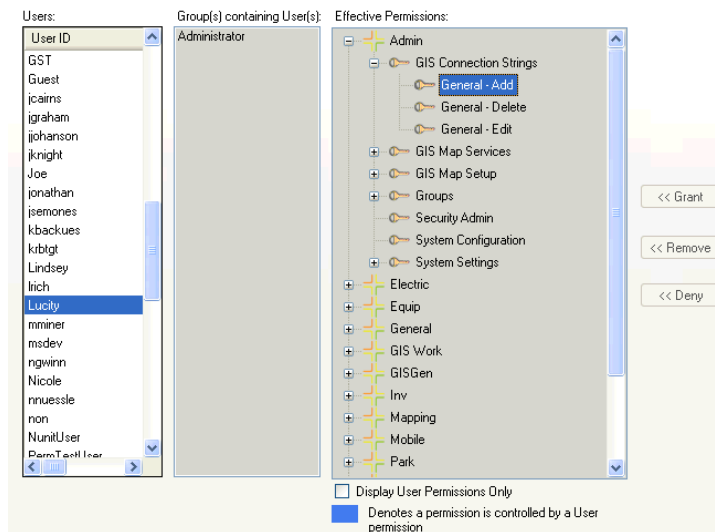 Users:
User ID
GST
Guest
jcairns
jgraham
jjohanson
jknight
Joe
jonathan
jsemones
kbackues
krbtgt
Lindsey
lrich
Lucity
mminer
msdev
ngwinn
Nicole
nnuessle
non
NunitUser
PermTestUser
Group(s) containing User(s):
Administrator
Effective Permissions:
Admin
GIS Connection Strings
General - Add
General - Delete
General - Edit
GIS Map Services
GIS Map Setup
Groups
Security Admin
System Configuration
System Settings
Electric
Equip
General
GIS Work
GISGen
Inv
Mapping
Mobile
Park
Display User Permissions Only
Denotes a permission is controlled by a User
permission
<< Grant
<< Remove
<< Deny